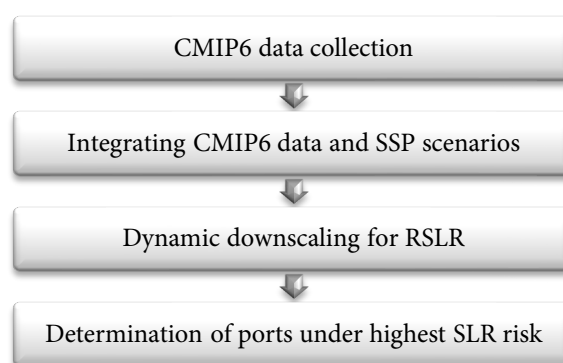 CMIP6 data collection
Integrating CMIP6 data and SSP scenarios
Dynamic downscaling for RSLR
Determination of ports under highest SLR risk